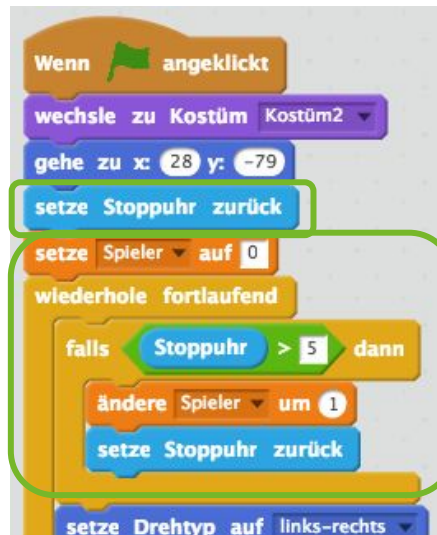 Wenn angeklickt
wechsle zu Kostüm Kostüm2
gehe zu x: 28 y: -79
setze Stoppuhr zurück
setze Spieler auf 0
wiederhole fortlaufend
falls Stoppuhr > 5 dann
ändere Spieler um 1
setze Stoppuhr zurück
setze Drehtyp auf links-rechts